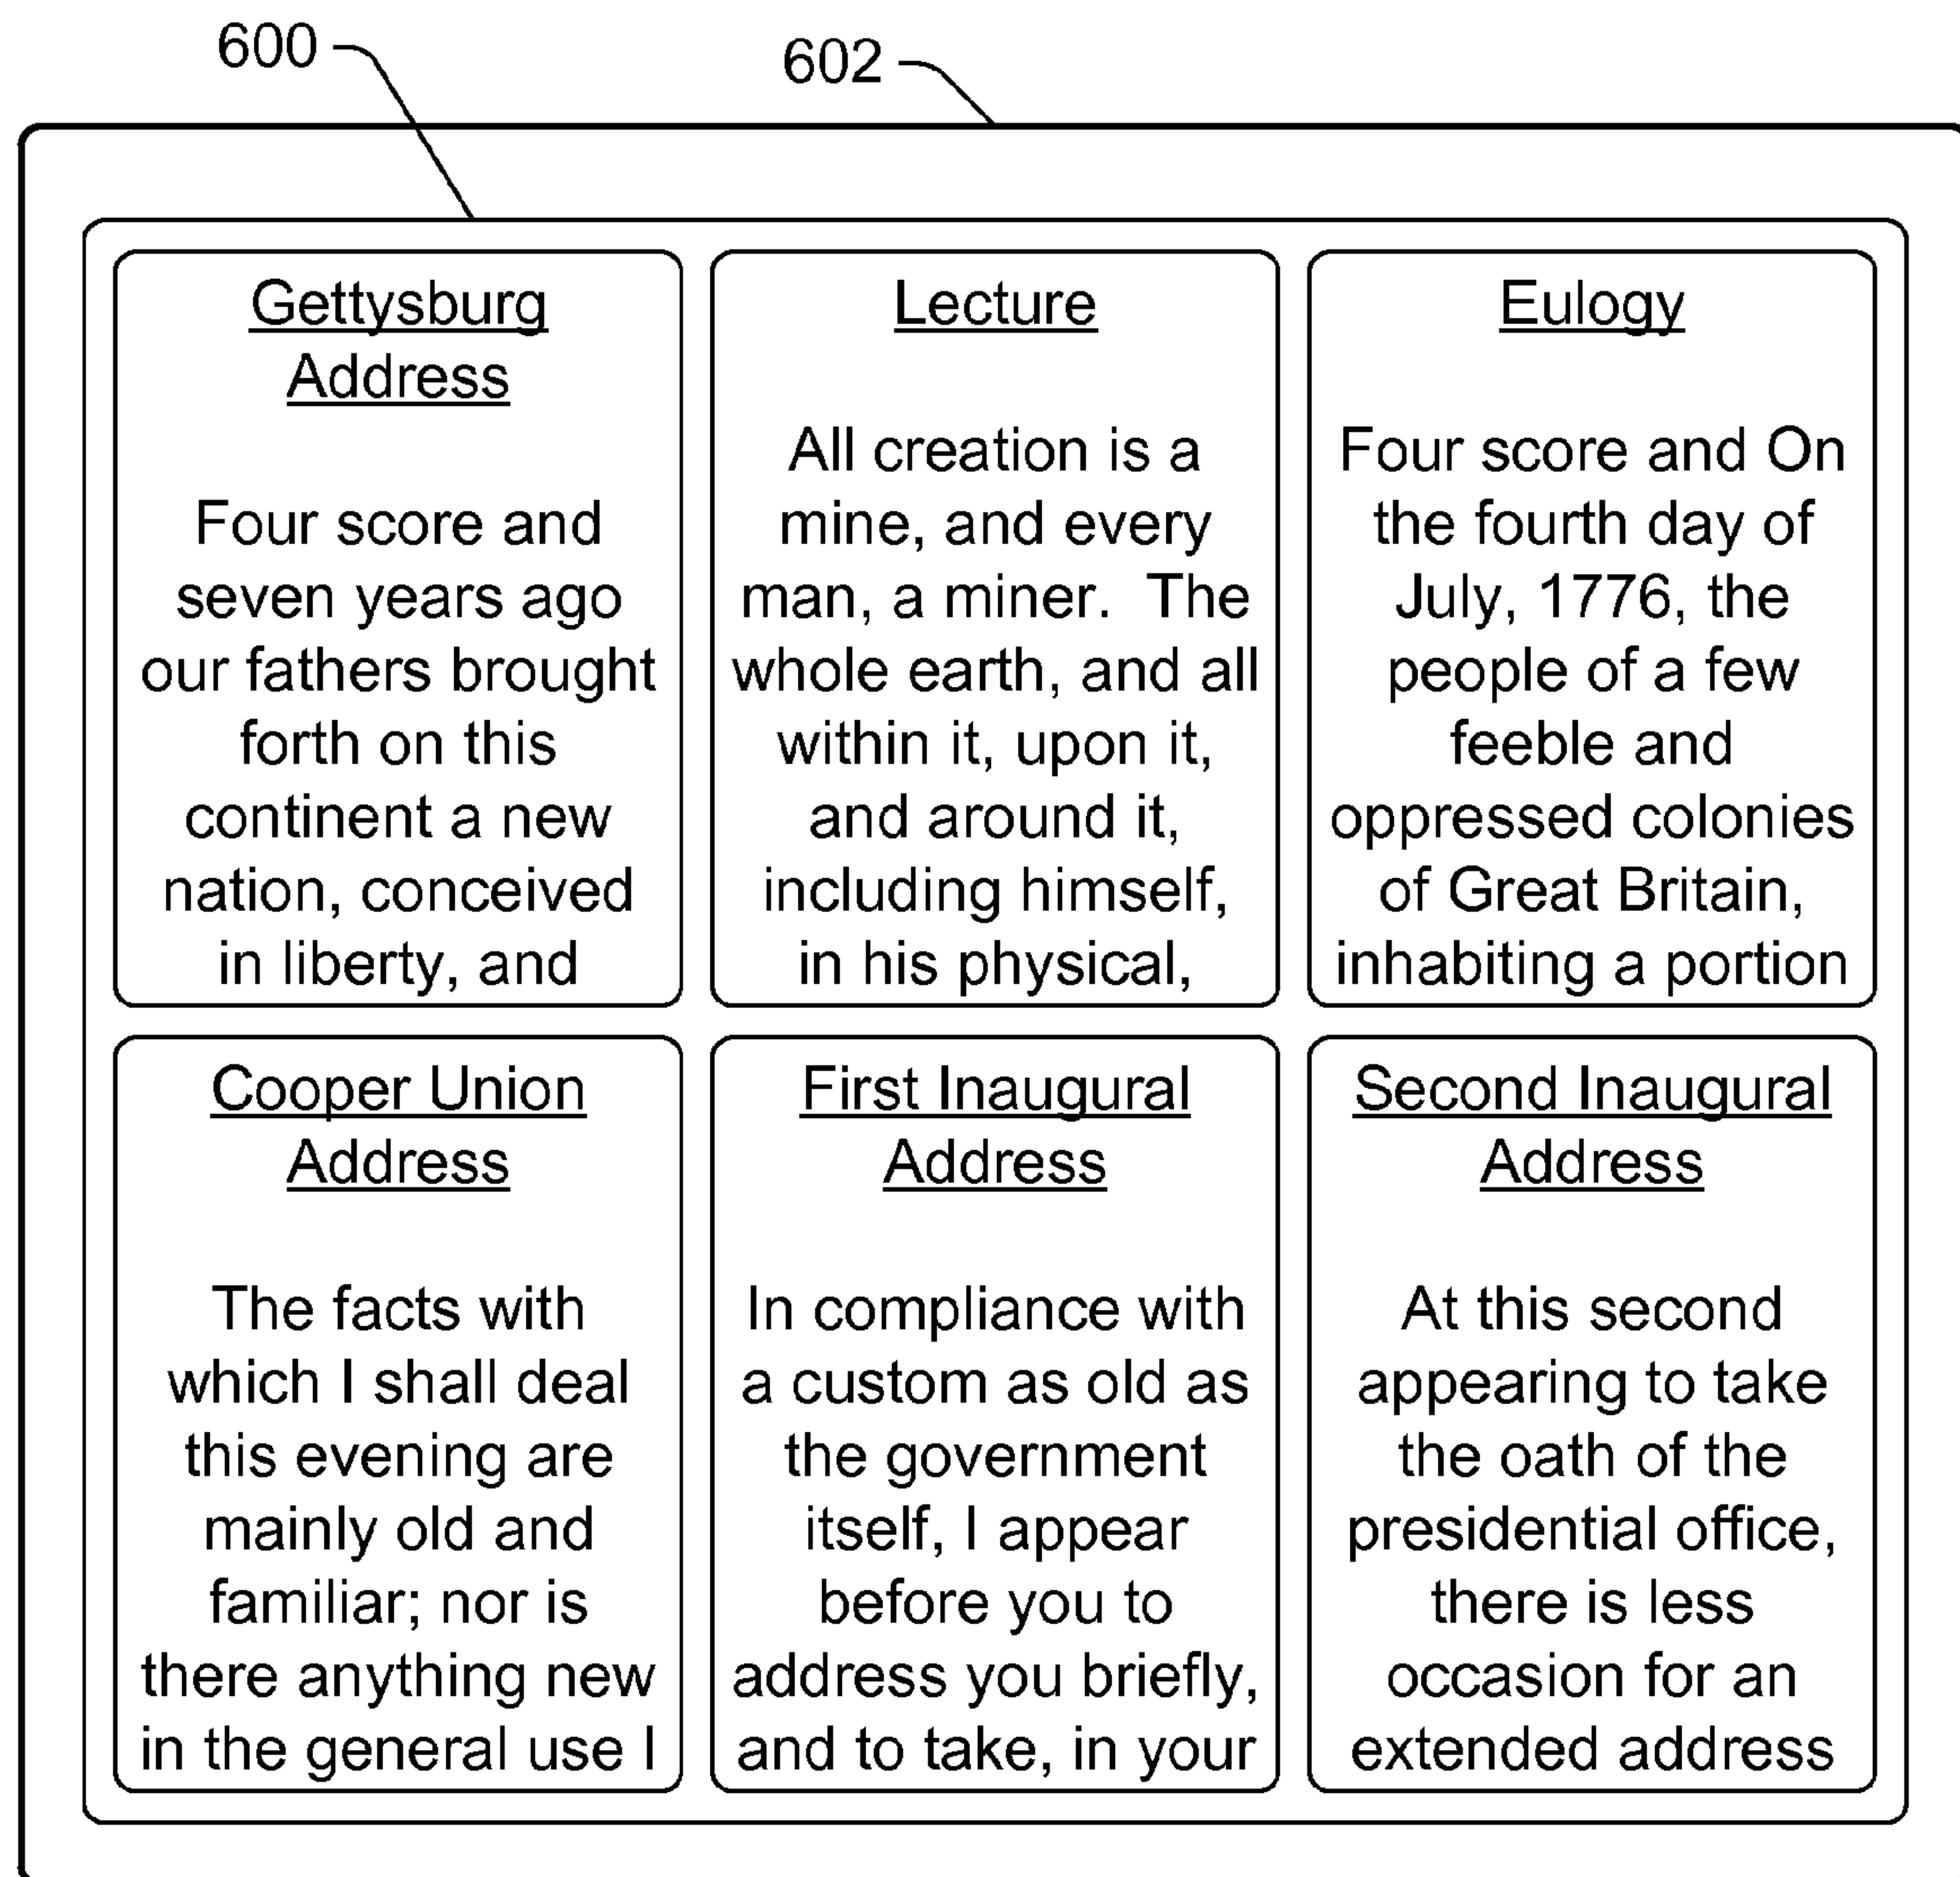 600
602
Gettysburg
Address
Four score and
seven years ago
our fathers brought
forth on this
continent a new
nation, conceived
in liberty, and
Lecture
All creation is a
mine, and every
man, a miner.  The
whole earth, and all
within it, upon it,
and around it,
including himself,
in his physical,
Eulogy
Four score and On
the fourth day of
July, 1776, the
people of a few
feeble and
oppressed colonies
of Great Britain,
inhabiting a portion
Cooper Union
Address
The facts with
which I shall deal
this evening are
mainly old and
familiar; nor is
there anything new
in the general use I
First Inaugural
Address
In compliance with
a custom as old as
the government
itself, I appear
before you to
address you briefly,
and to take, in your
Second Inaugural
Address
At this second
appearing to take
the oath of the
presidential office,
there is less
occasion for an
extended address